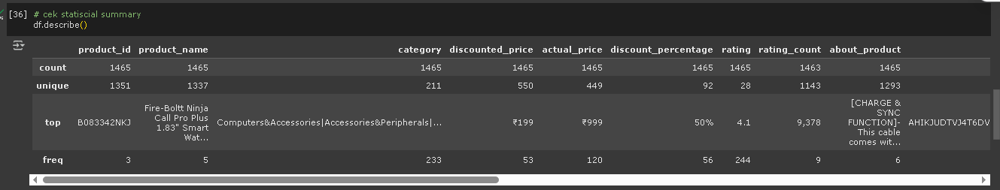 [36] # cek statiscial summary
df.describe()
product_id product_name category discounted_price actual_price discount_percentage rating rating_count about_product
count 1465 1465 1465 1465 1465 1465 1465 1463 1465
unique 1351 1337 211 550 449 92 28 1143 1293
top B083342NKJ Fire-Boltt Ninja Call Pro Plus 1.83" Smart Wat... Computers&Accessories|Accessories&Peripherals|... ₹199 ₹999 50% 4.1 9,378 [CHARGE & SYNC FUNCTION]- This cable comes wit... AHIKJUDTVJ4T6DV
freq 3 5 233 53 120 56 244 9 6